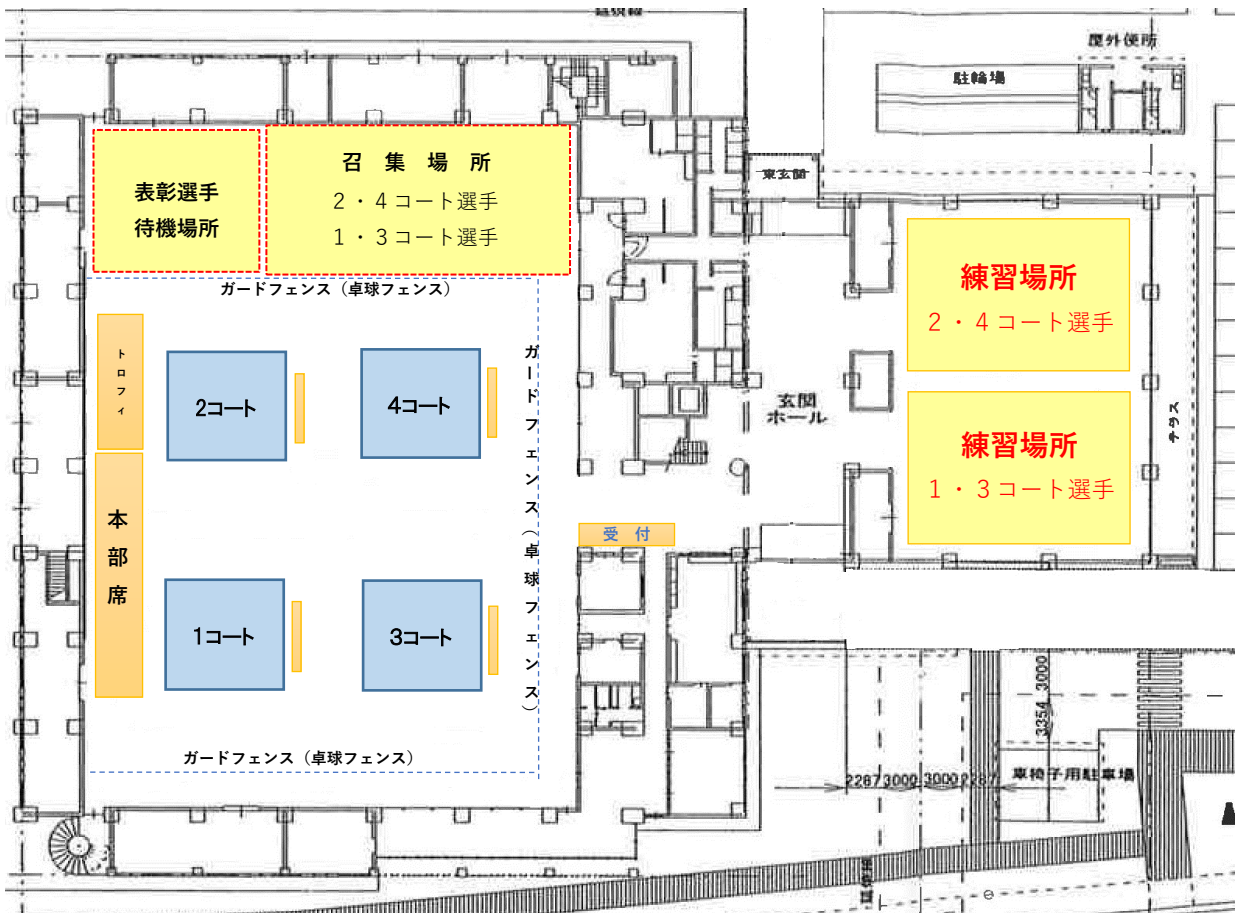 屋外便所
駐輪場
東玄関
表彰選手
待機場所
召集場所
2・4コート選手
1・3コート選手
ガードフェンス（卓球フェンス）
トロフィ
2コート
4コート
ガードフェンス（卓球フェンス）
本部席
1コート
3コート
ガードフェンス（卓球フェンス）
受付
玄関
ホール
練習場所
2・4コート選手
練習場所
1・3コート選手
テラス
3000
3354
2287 3000 3000 2287
車椅子用駐車場